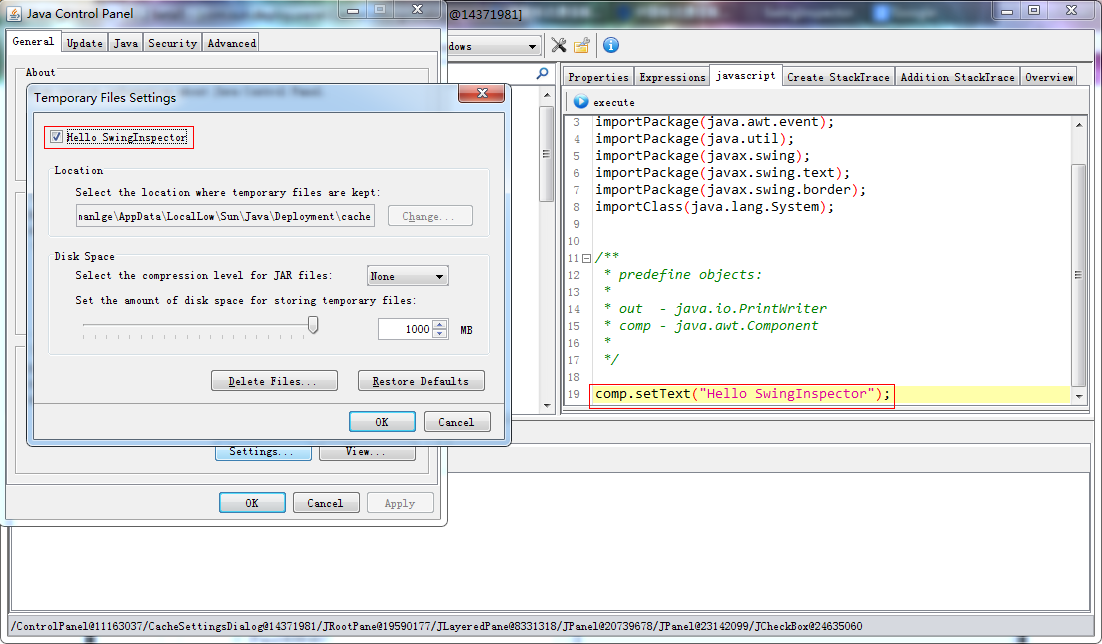 Java Control Panel
@14371981]
General
Update
Java
Security
Advanced
About
Temporary Files Settings
Hello SwingInspector
Location
Select the location where temporary files are kept:
nanlge\AppData\LocalLow\Sun\Java\Deployment\cache
Change...
Disk Space
Select the compression level for JAR files:
None
Set the amount of disk space for storing temporary files:
1000
MB
Delete Files...
Restore Defaults
OK
Cancel
Settings...
View...
OK
Cancel
Apply
dows
Properties
Expressions
javascript
Create StackTrace
Addition StackTrace
Overview
execute
3 importPackage(java.awt.event);
4 importPackage(java.util);
5 importPackage(javax.swing);
6 importPackage(javax.swing.text);
7 importPackage(javax.swing.border);
8 importClass(java.lang.System);
9
10
11 /**
12 * predefine objects:
13 *
14 * out  - java.io.PrintWriter
15 * comp - java.awt.Component
16 *
17 */
18
19 comp.setText("Hello SwingInspector");
/ControlPanel@11163037/CacheSettingsDialog@14371981/JRootPane@19590177/JLayeredPane@8331318/JPanel@20739678/JPanel@23142099/JCheckBox@24635060